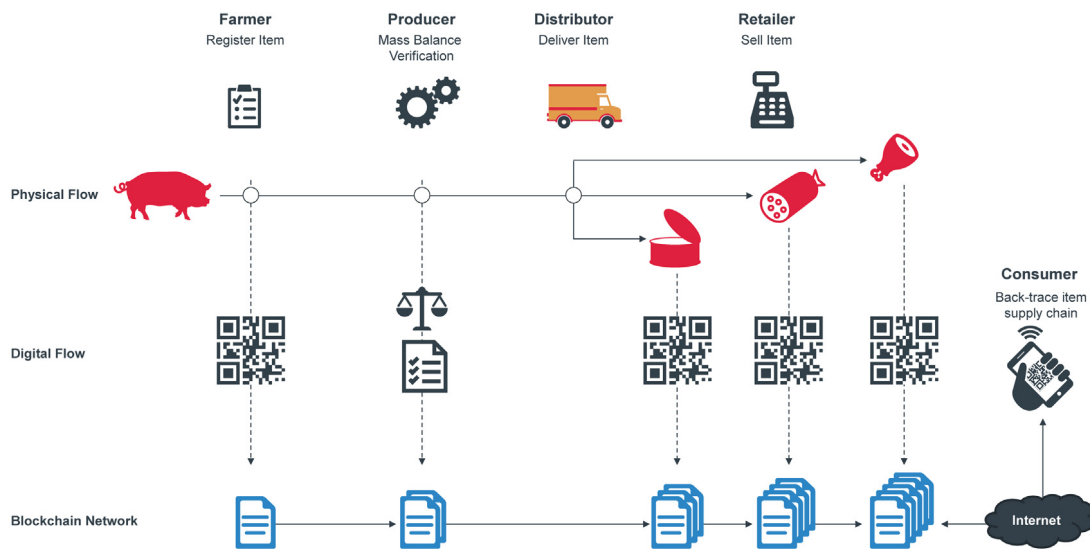 Farmer
Register Item
Producer
Mass Balance
Verification
Distributor
Deliver Item
Retailer
Sell Item
Physical Flow
Consumer
Back-trace item
supply chain
Digital Flow
Blockchain Network
Internet